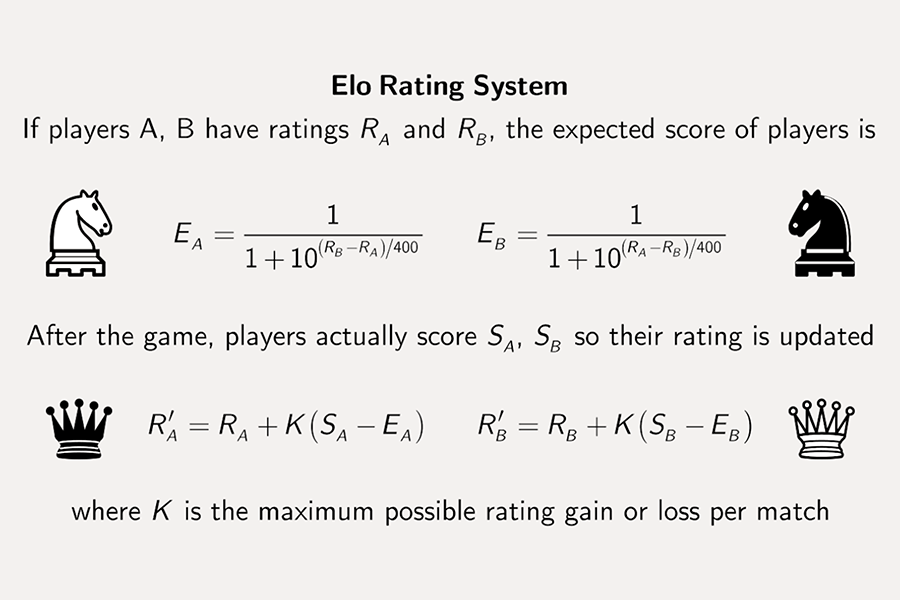 Elo Rating System
If players A, B have ratings R_A and R_B, the expected score of players is
E_A = 1 / (1 + 10^((R_B − R_A)/400)) E_B = 1 / (1 + 10^((R_A − R_B)/400))
After the game, players actually score S_A, S_B so their rating is updated
R′_A = R_A + K(S_A − E_A) R′_B = R_B + K(S_B − E_B)
where K is the maximum possible rating gain or loss per match